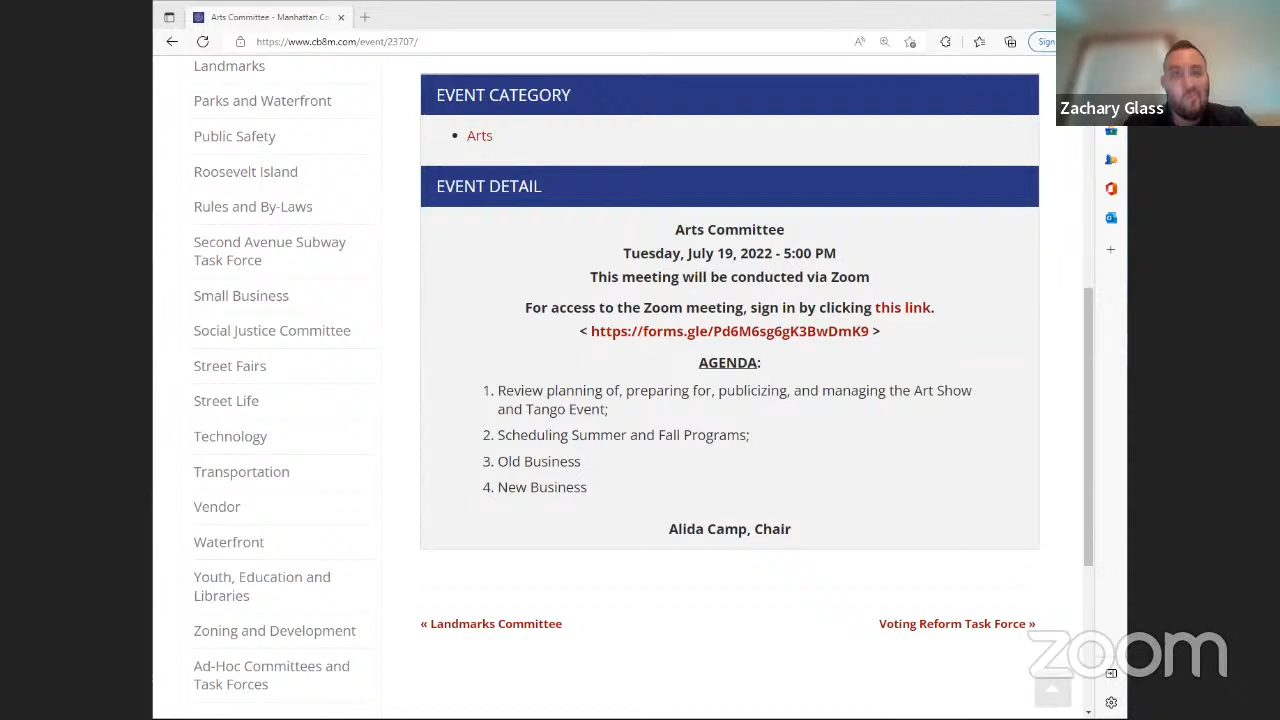 Arts Committee - Manhattan Co
https://www.cb8m.com/event/23707/
Sign
Zachary Glass
Landmarks
Parks and Waterfront
Public Safety
Roosevelt Island
Rules and By-Laws
Second Avenue Subway
Task Force
Small Business
Social Justice Committee
Street Fairs
Street Life
Technology
Transportation
Vendor
Waterfront
Youth, Education and
Libraries
Zoning and Development
Ad-Hoc Committees and
Task Forces
EVENT CATEGORY
• Arts
EVENT DETAIL
Arts Committee
Tuesday, July 19, 2022 - 5:00 PM
This meeting will be conducted via Zoom
For access to the Zoom meeting, sign in by clicking this link.
< https://forms.gle/Pd6M6sg6gK3BwDmK9 >
AGENDA:
1. Review planning of, preparing for, publicizing, and managing the Art Show
and Tango Event;
2. Scheduling Summer and Fall Programs;
3. Old Business
4. New Business
Alida Camp, Chair
« Landmarks Committee
Voting Reform Task Force »
zoom